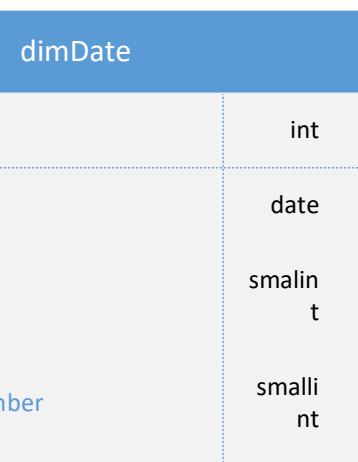 dimDate
int
date
smalin
t
mber
smalli
nt